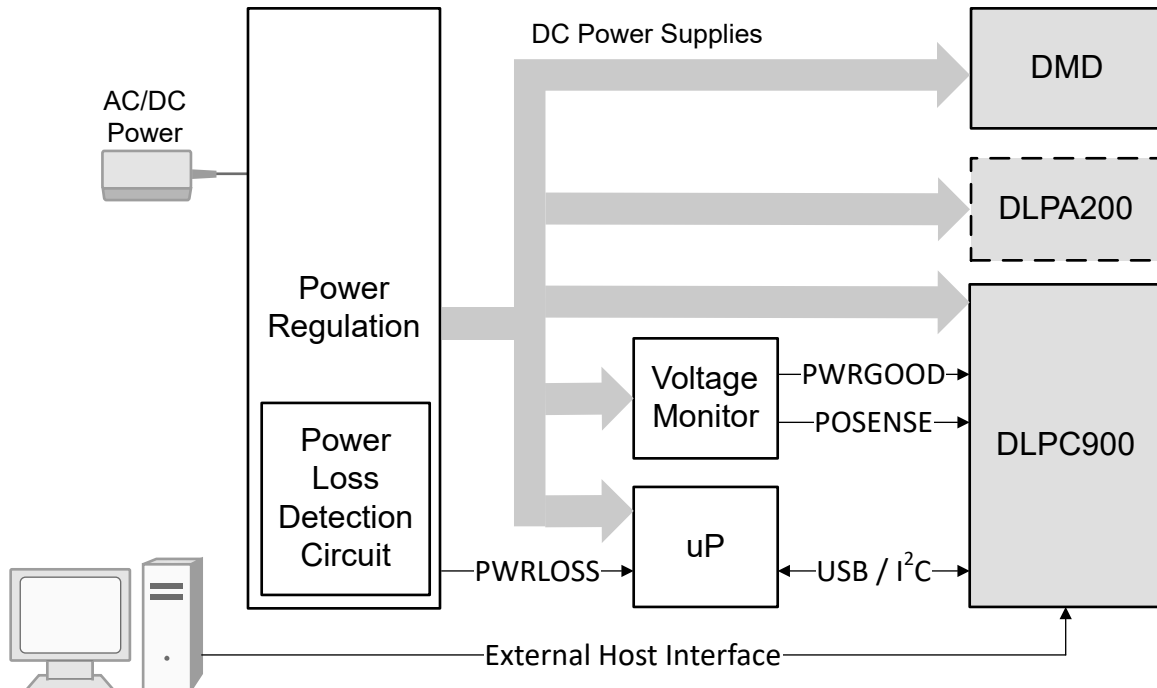 DC Power Supplies
DMD
AC/DC
Power
DLPA200
Power
Regulation
Voltage
Monitor
PWRGOOD
POSENSE
DLPC900
Power
Loss
Detection
Circuit
uP
PWRLOSS
USB / I²C
External Host Interface